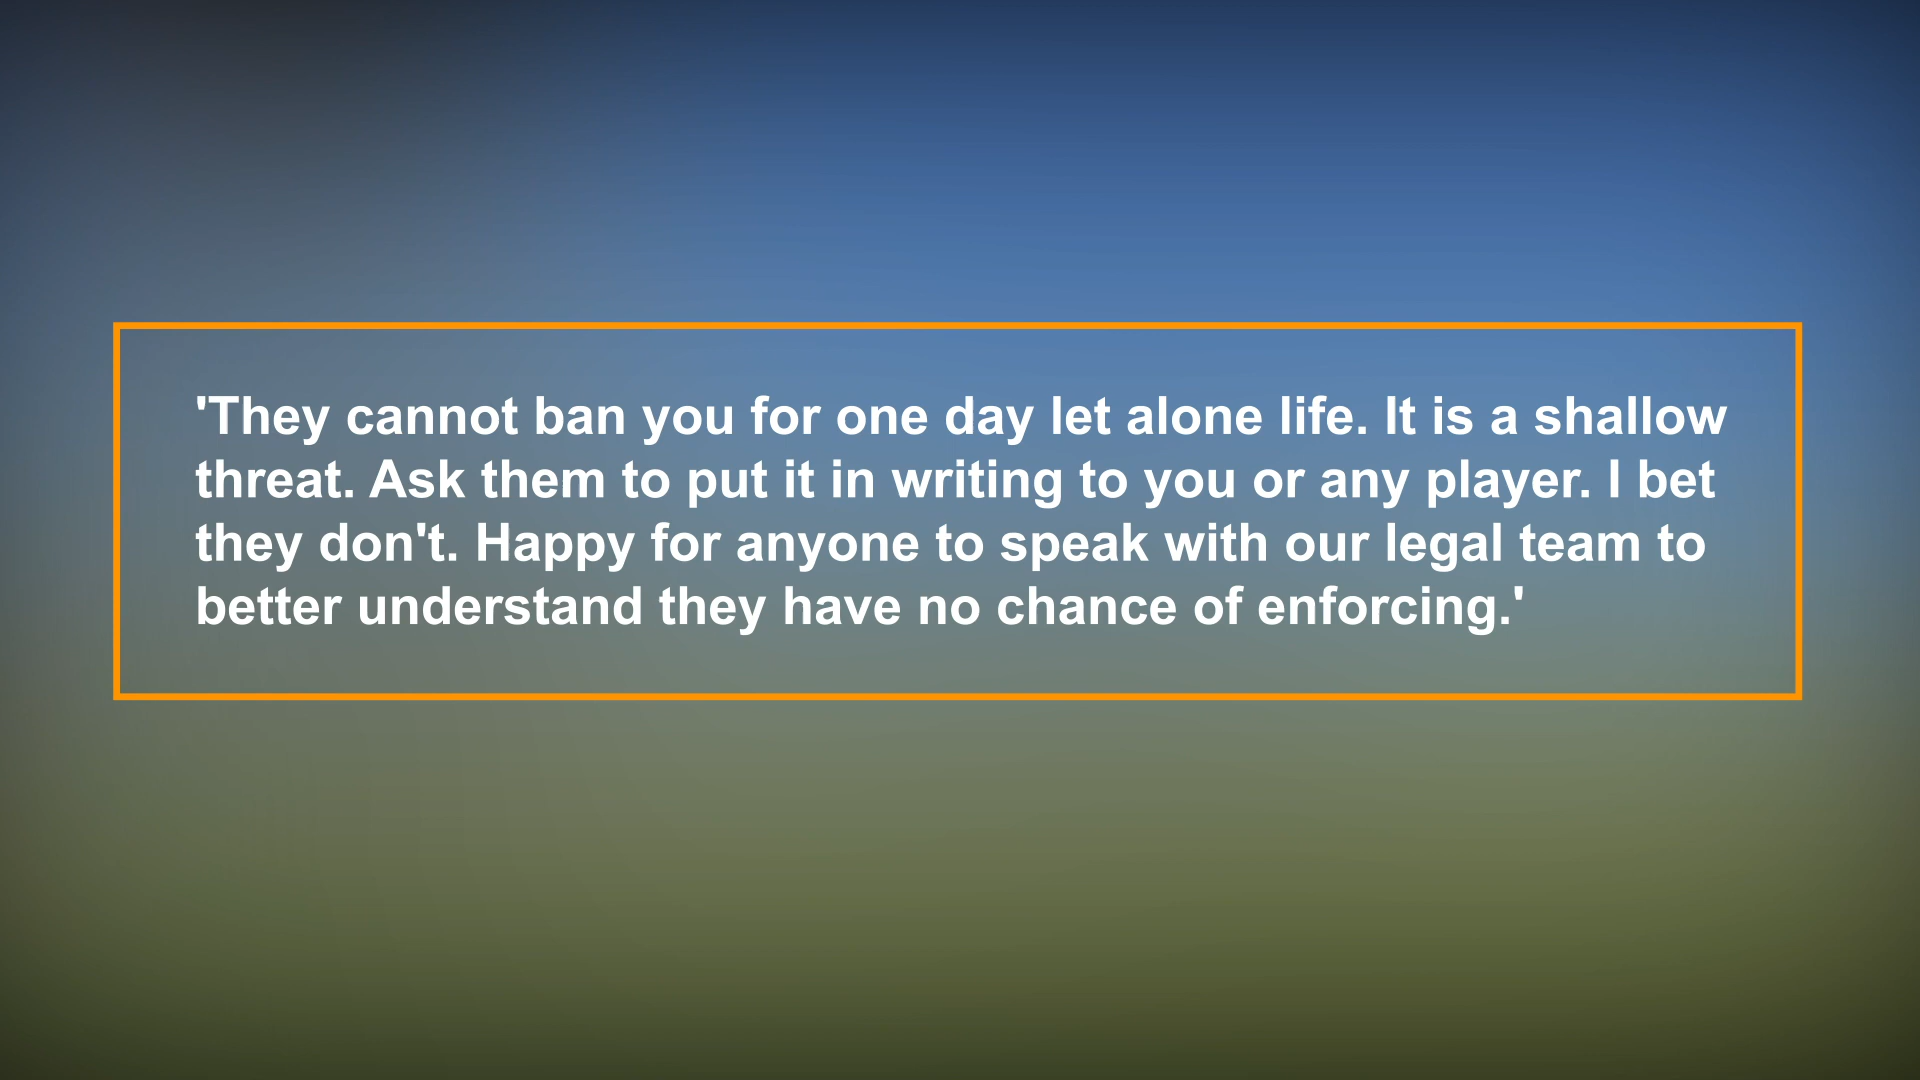 'They cannot ban you for one day let alone life. It is a shallow
threat. Ask them to put it in writing to you or any player. I bet
they don't. Happy for anyone to speak with our legal team to
better understand they have no chance of enforcing.'